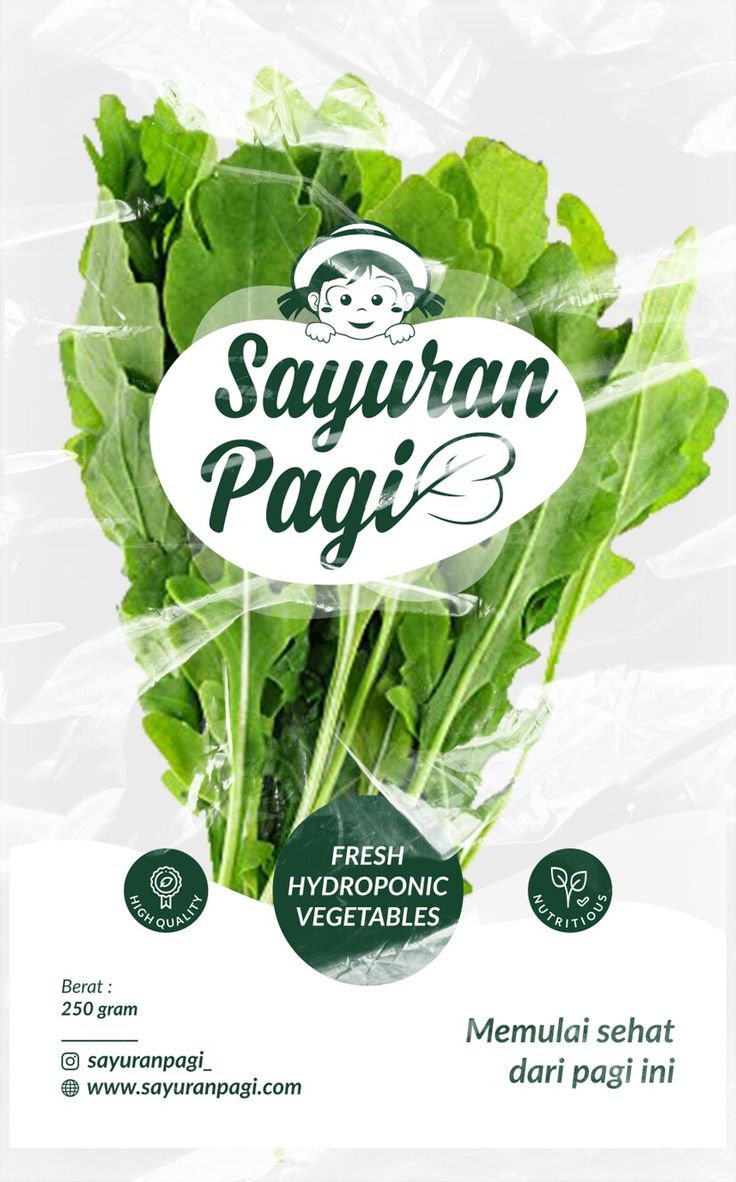 Sayuran
Pagi
FRESH
HYDROPONIC
VEGETABLES
HIGH QUALITY
NUTRITIOUS
Berat :
250 gram
sayuranpagi_
www.sayuranpagi.com
Memulai sehat
dari pagi ini